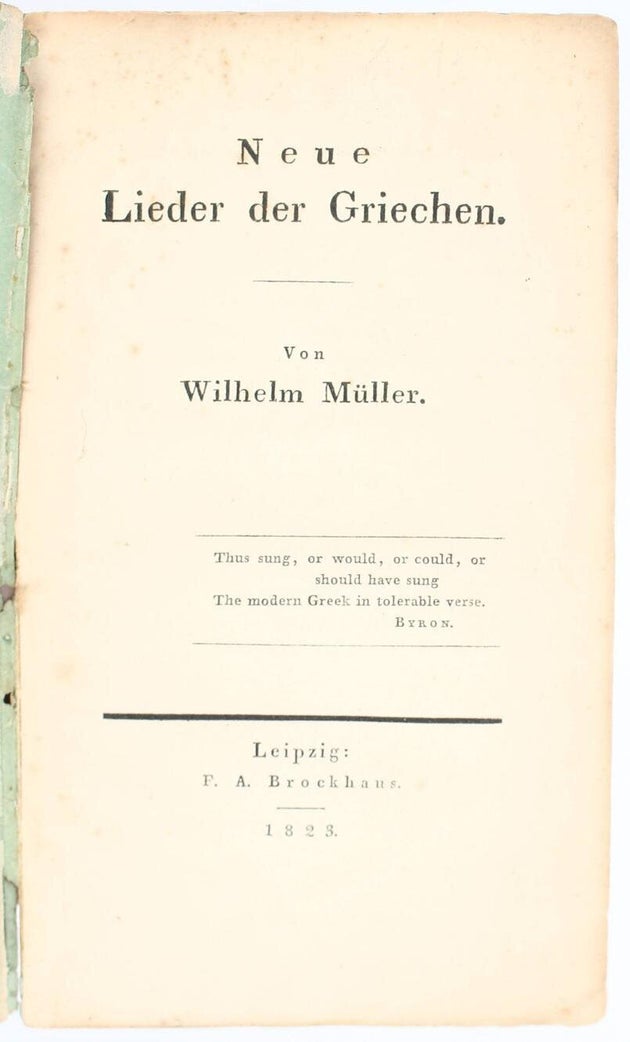 Neue
Lieder der Griechen.
Von
Wilhelm Müller.
Thus sung, or would, or could, or
should have sung
The modern Greek in tolerable verse.
BYRON.
Leipzig:
F. A. Brockhaus.
1823.